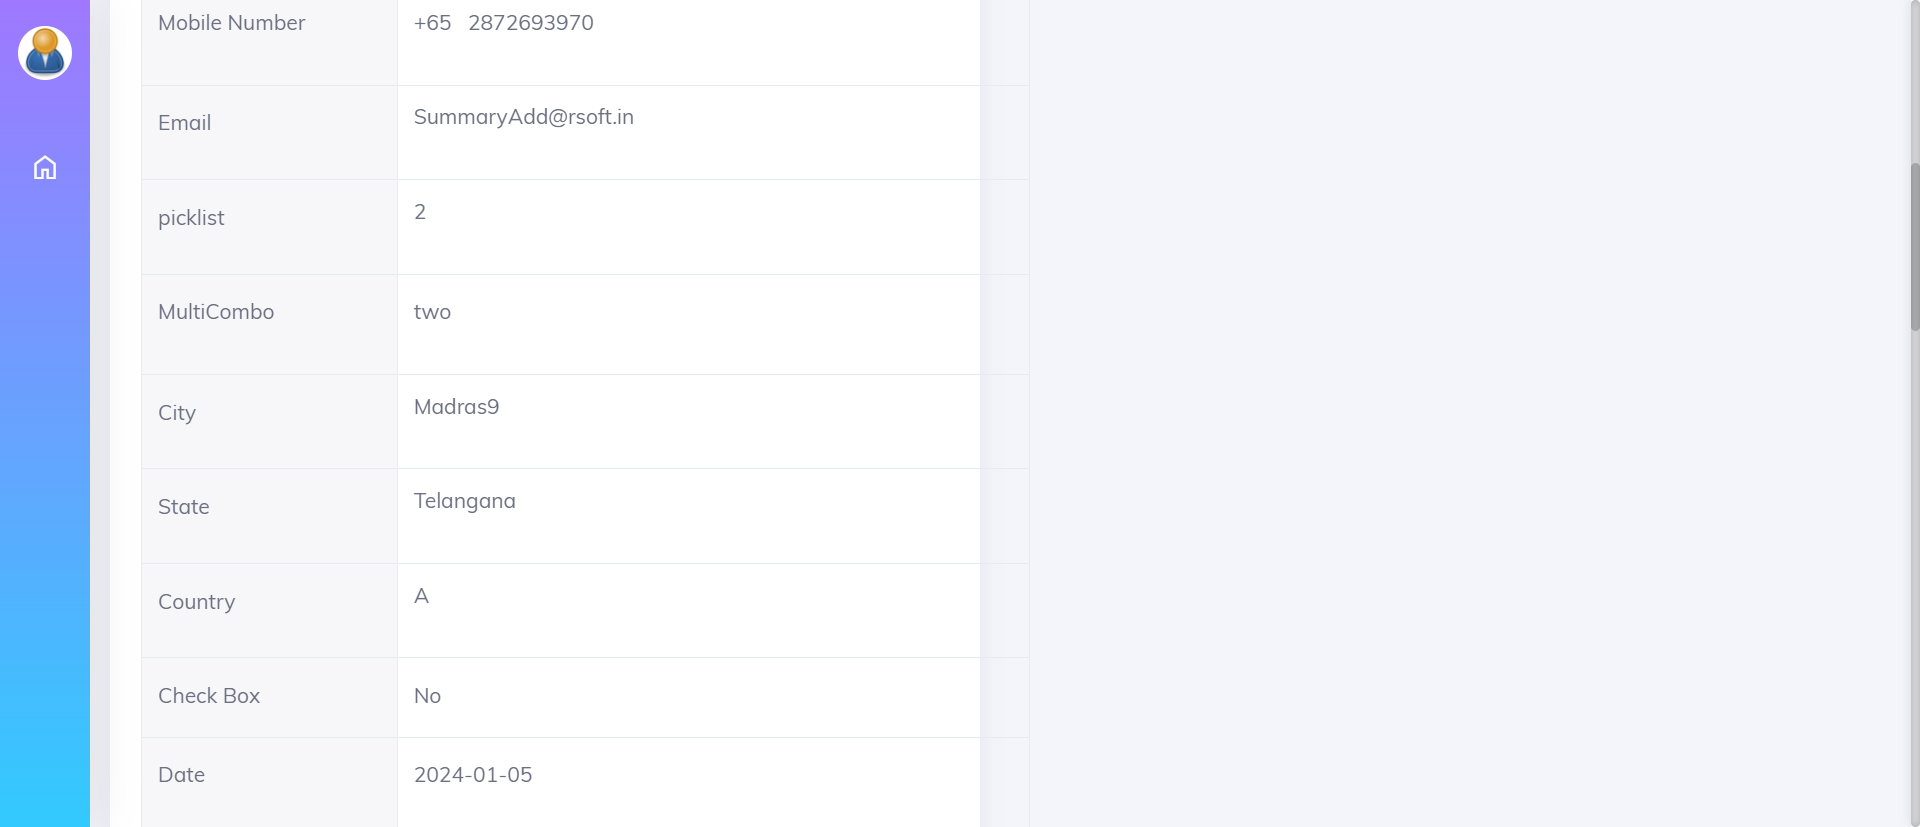 Mobile Number +65 2872693970
Email SummaryAdd@rsoft.in
picklist 2
MultiCombo two
City Madras9
State Telangana
Country A
Check Box No
Date 2024-01-05